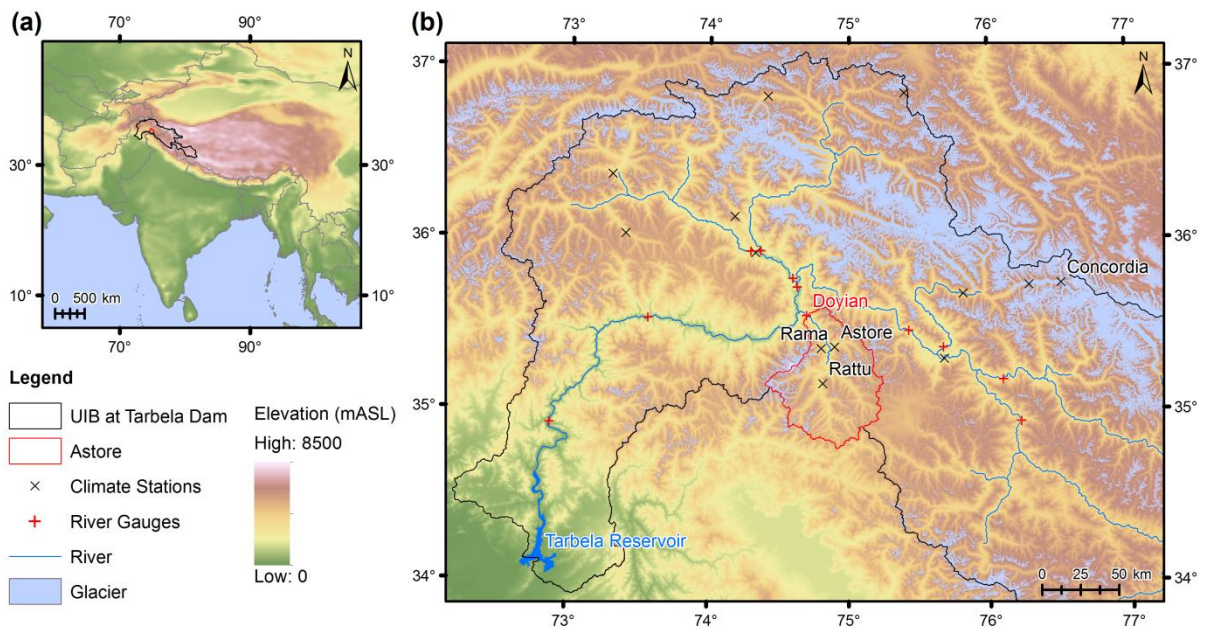 (a)
70°
90°
N
30°
30°
10°
10°
0 500 km
70°
90°
(b)
73°
74°
75°
76°
77°
37°
37°
N
36°
36°
Concordia
Doyian
Rama
Astore
Rattu
35°
35°
Tarbela Reservoir
34°
34°
0 25 50 km
73°
74°
75°
76°
77°
Legend
UIB at Tarbela Dam
Astore
Climate Stations
River Gauges
River
Glacier
Elevation (mASL)
High: 8500
Low: 0